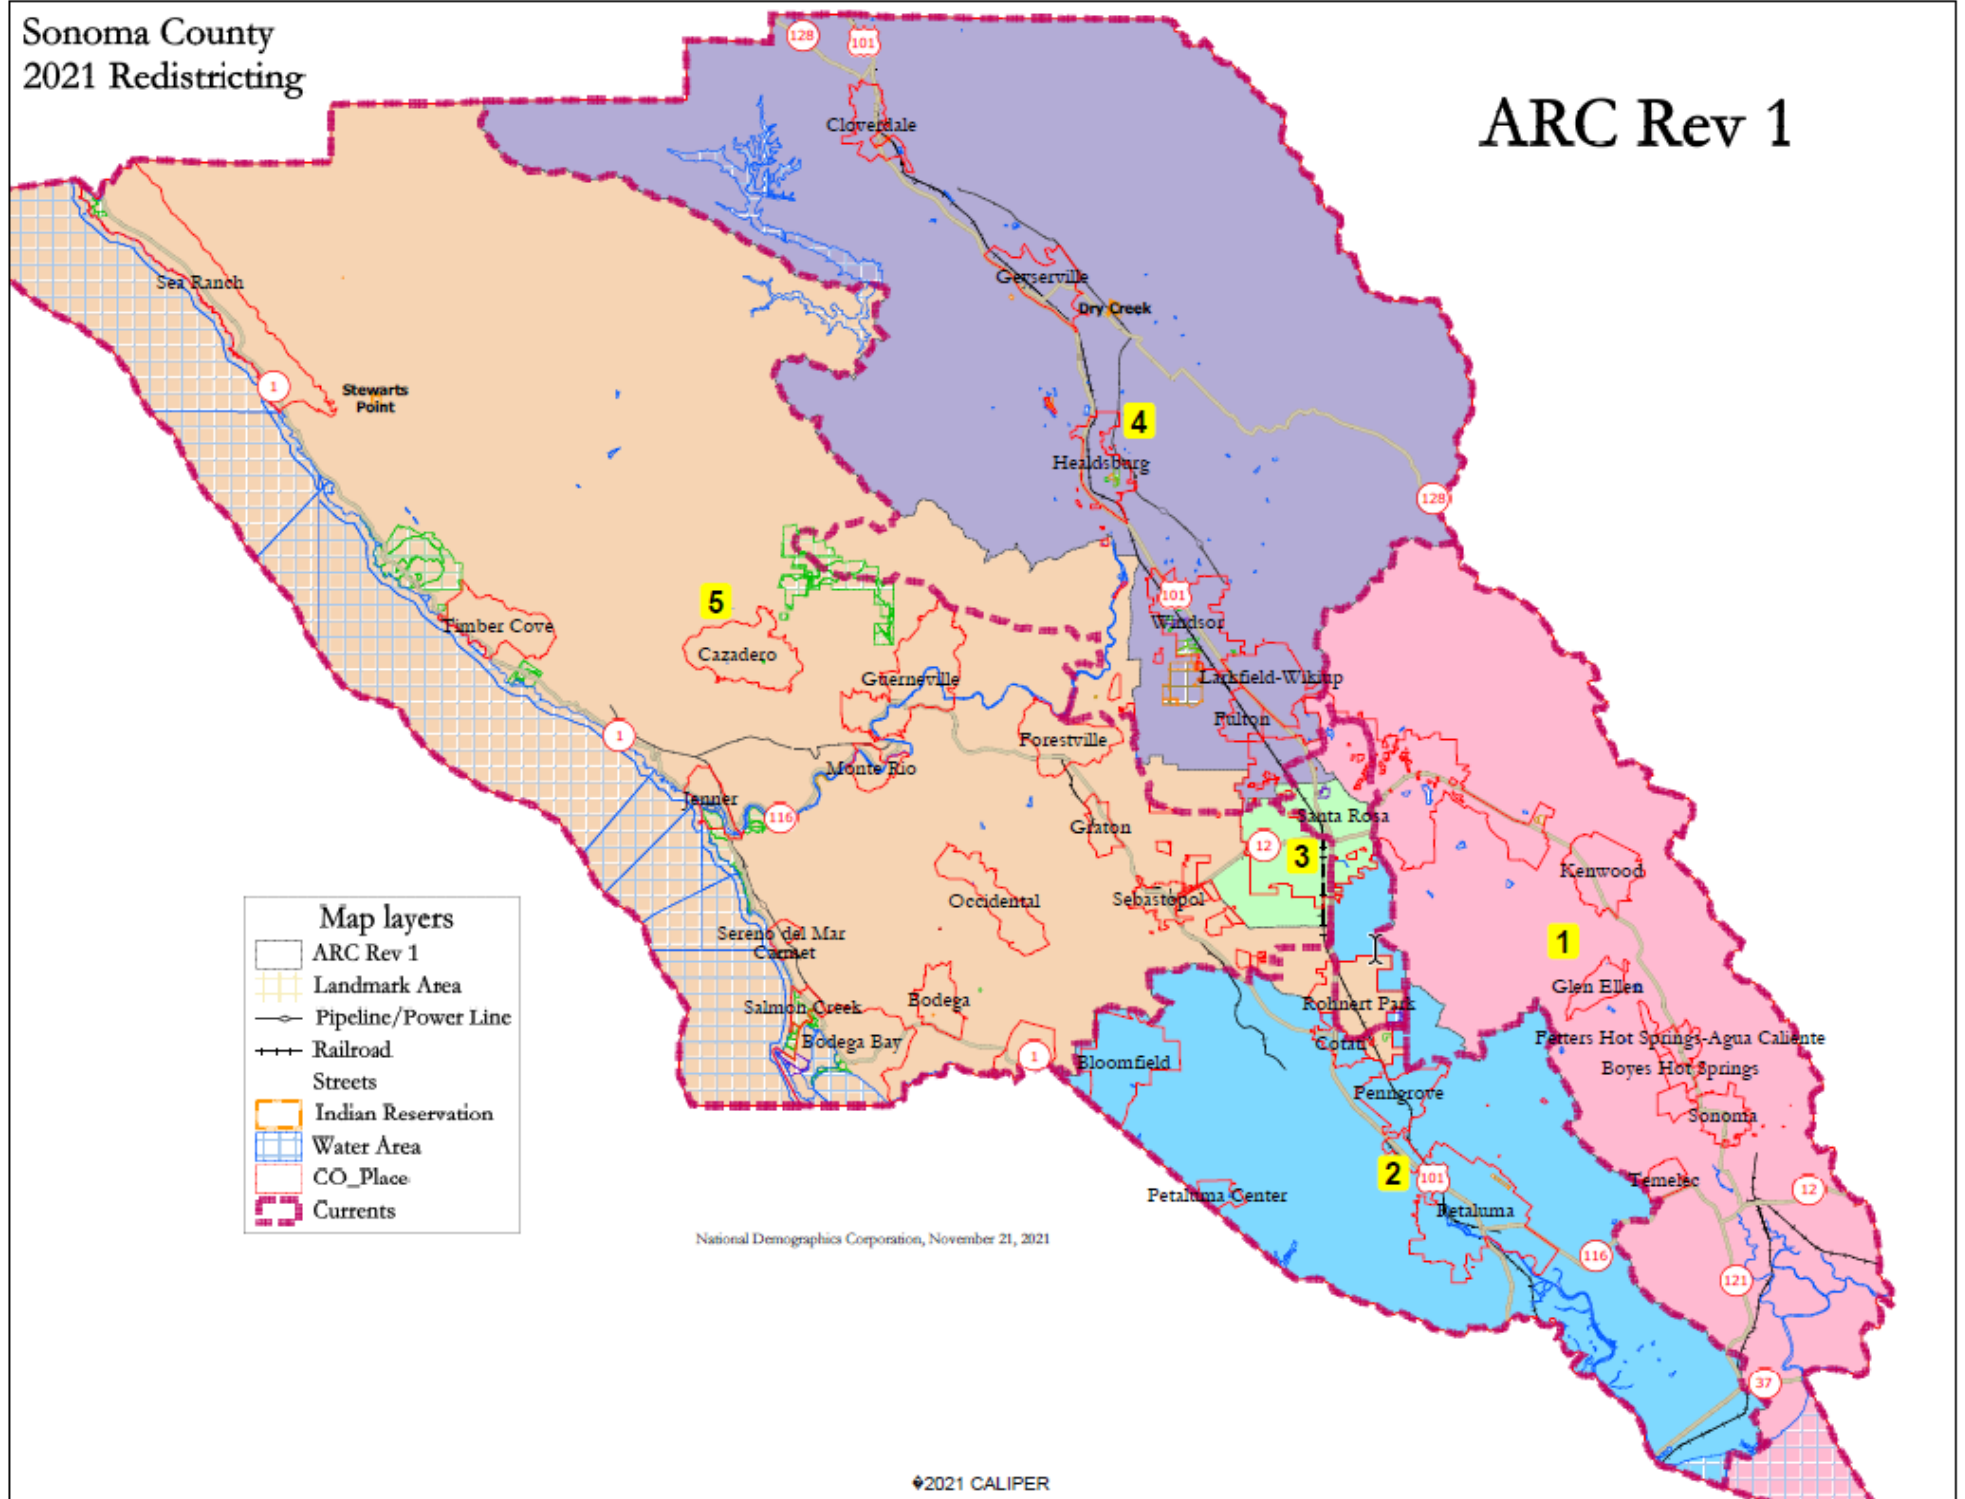 Sonoma County
2021 Redistricting
ARC Rev 1
128
101
Cloverdale
Sea Ranch
Geyserville
Dry Creek
1
Stewarts
Point
4
Healdsburg
128
5
101
Timber Cove
Windsor
Cazadero
Guerneville
Larkfield-Wikiup
Fulton
1
Forestville
Monte Rio
Jenner
116
Graton
Santa Rosa
12
3
Kenwood
Occidental
Sebastopol
Sereno del Mar
Carmet
1
Glen Ellen
Salmon Creek
Bodega
Rohnert Park
Bodega Bay
1
Cotati
Fetters Hot Springs-Agua Caliente
Bloomfield
Boyes Hot Springs
Penngrove
Sonoma
2
101
Temelec
12
Petaluma Center
Petaluma
116
121
37
Map layers
ARC Rev 1
Landmark Area
Pipeline/Power Line
Railroad
Streets
Indian Reservation
Water Area
CO_Place
Currents
National Demographics Corporation, November 21, 2021
�2021 CALIPER